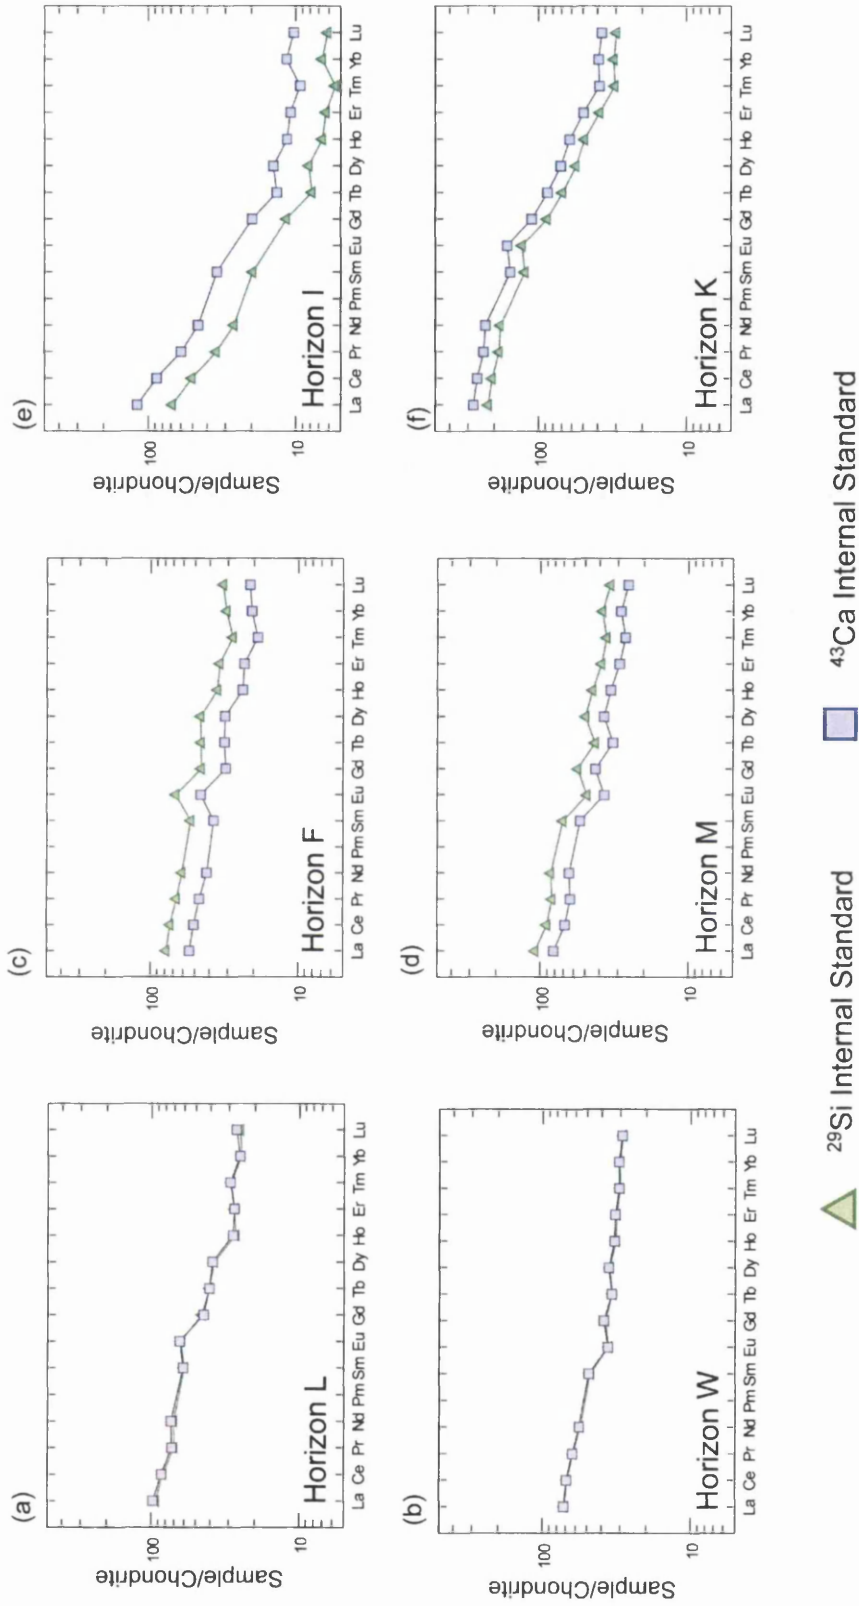 (a)
100
10
Sample/Chondrite
Horizon L
La Ce Pr Nd Pm Sm Eu Gd Tb Dy Ho Er Tm Yb Lu
(c)
100
10
Sample/Chondrite
Horizon F
La Ce Pr Nd Pm Sm Eu Gd Tb Dy Ho Er Tm Yb Lu
(e)
100
10
Sample/Chondrite
Horizon I
La Ce Pr Nd Pm Sm Eu Gd Tb Dy Ho Er Tm Yb Lu
(b)
100
10
Sample/Chondrite
Horizon W
La Ce Pr Nd Pm Sm Eu Gd Tb Dy Ho Er Tm Yb Lu
(d)
100
10
Sample/Chondrite
Horizon M
La Ce Pr Nd Pm Sm Eu Gd Tb Dy Ho Er Tm Yb Lu
(f)
100
10
Sample/Chondrite
Horizon K
La Ce Pr Nd Pm Sm Eu Gd Tb Dy Ho Er Tm Yb Lu
²⁹Si Internal Standard
⁴³Ca Internal Standard